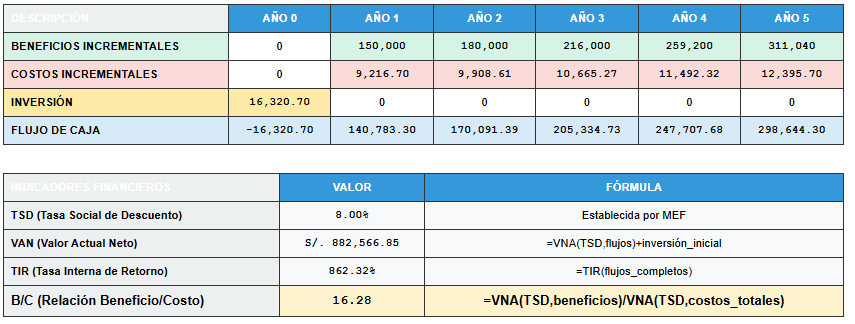 DESCRIPCIÓN AÑO 0 AÑO 1 AÑO 2 AÑO 3 AÑO 4 AÑO 5
BENEFICIOS INCREMENTALES 0 150,000 180,000 216,000 259,200 311,040
COSTOS INCREMENTALES 0 9,216.70 9,908.61 10,665.27 11,492.32 12,395.70
INVERSIÓN 16,320.70 0 0 0 0 0
FLUJO DE CAJA -16,320.70 140,783.30 170,091.39 205,334.73 247,707.68 298,644.30
INDICADORES FINANCIEROS VALOR FÓRMULA
TSD (Tasa Social de Descuento) 8.00% Establecida por MEF
VAN (Valor Actual Neto) S/. 882,566.85 =VNA(TSD,flujos)+inversión_inicial
TIR (Tasa Interna de Retorno) 862.32% =TIR(flujos_completos)
B/C (Relación Beneficio/Costo) 16.28 =VNA(TSD,beneficios)/VNA(TSD,costos_totales)